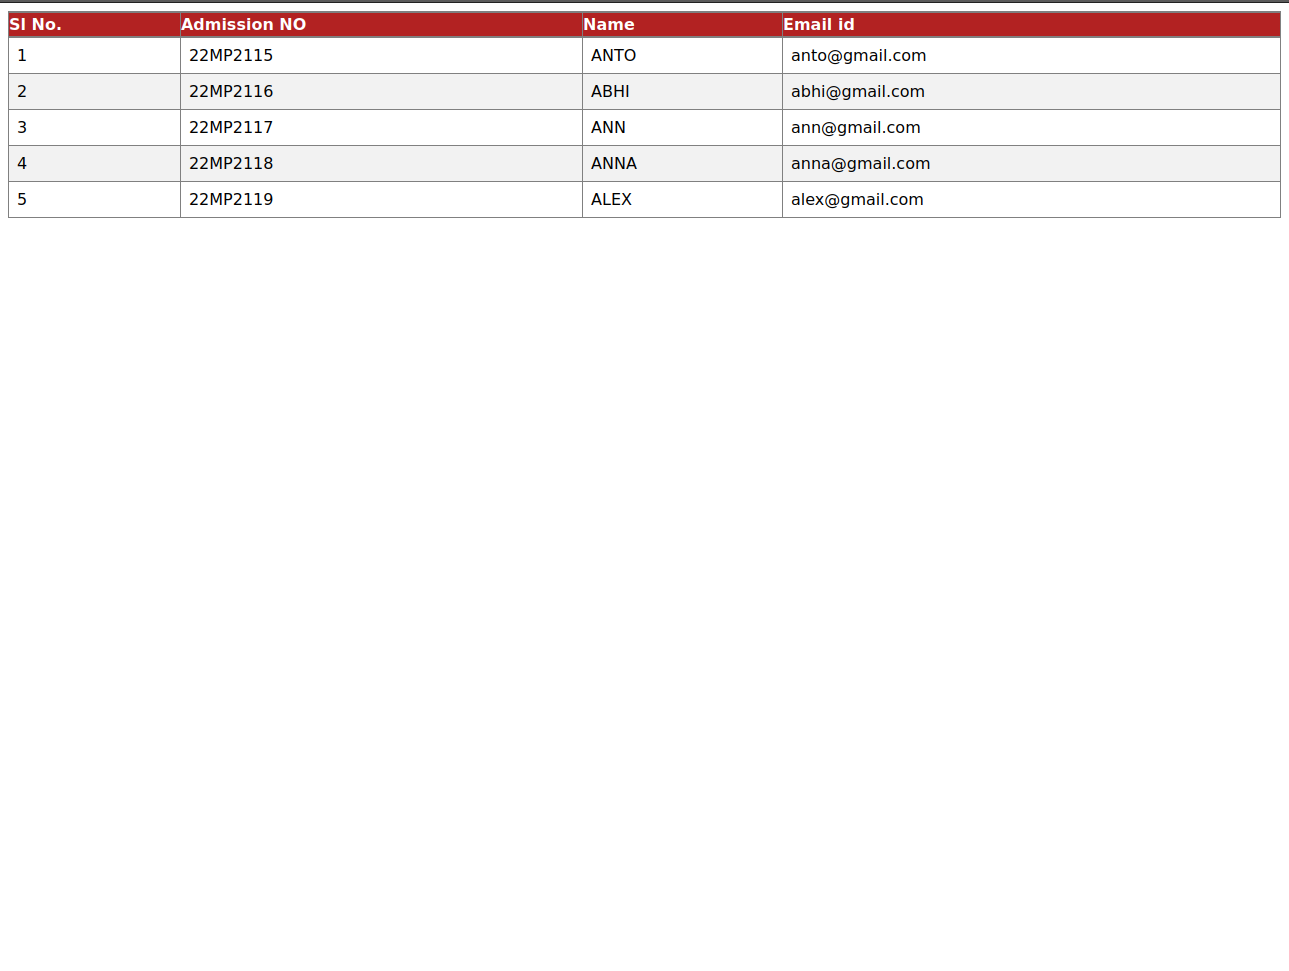 Sl No. Admission NO Name Email id
1 22MP2115 ANTO anto@gmail.com
2 22MP2116 ABHI abhi@gmail.com
3 22MP2117 ANN ann@gmail.com
4 22MP2118 ANNA anna@gmail.com
5 22MP2119 ALEX alex@gmail.com